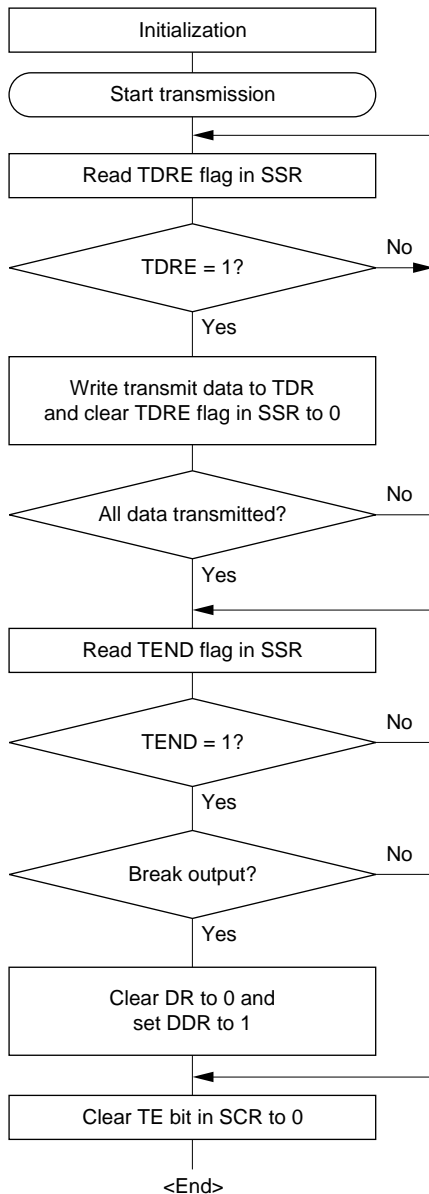 Initialization
Start transmission
Read TDRE flag in SSR
TDRE = 1?
No
Yes
Write transmit data to TDR
and clear TDRE flag in SSR to 0
All data transmitted?
No
Yes
Read TEND flag in SSR
TEND = 1?
No
Yes
Break output?
No
Yes
Clear DR to 0 and
set DDR to 1
Clear TE bit in SCR to 0
<End>